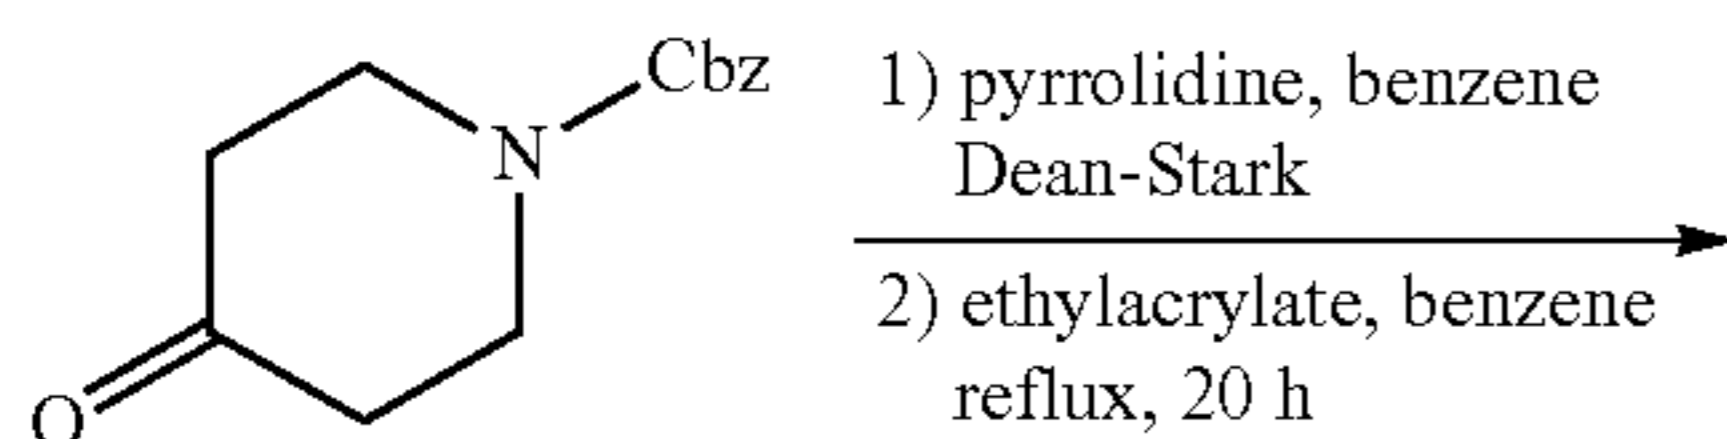 Cbz
N
O
1) pyrrolidine, benzene
Dean-Stark
2) ethylacrylate, benzene
reflux, 20 h